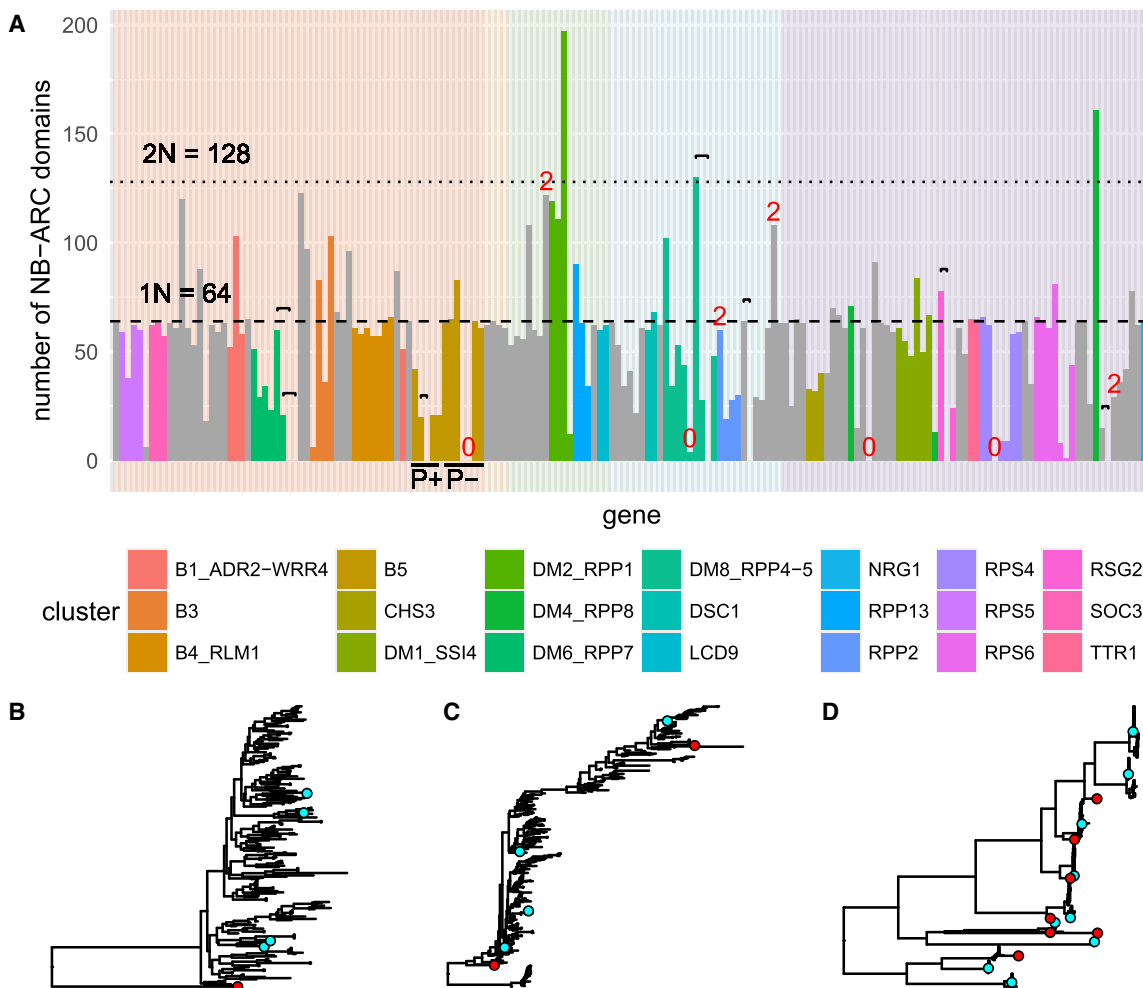 A
number of NB−ARC domains
200
150
100
50
0
2N = 128
1N = 64
2
2
2
2
0
0
0
0
P+ P−
gene
cluster
B1_ADR2−WRR4
B3
B4_RLM1
B5
CHS3
DM1_SSI4
DM2_RPP1
DM4_RPP8
DM6_RPP7
DM8_RPP4−5
DSC1
LCD9
NRG1
RPP13
RPP2
RPS4
RPS5
RPS6
RSG2
SOC3
TTR1
B
C
D